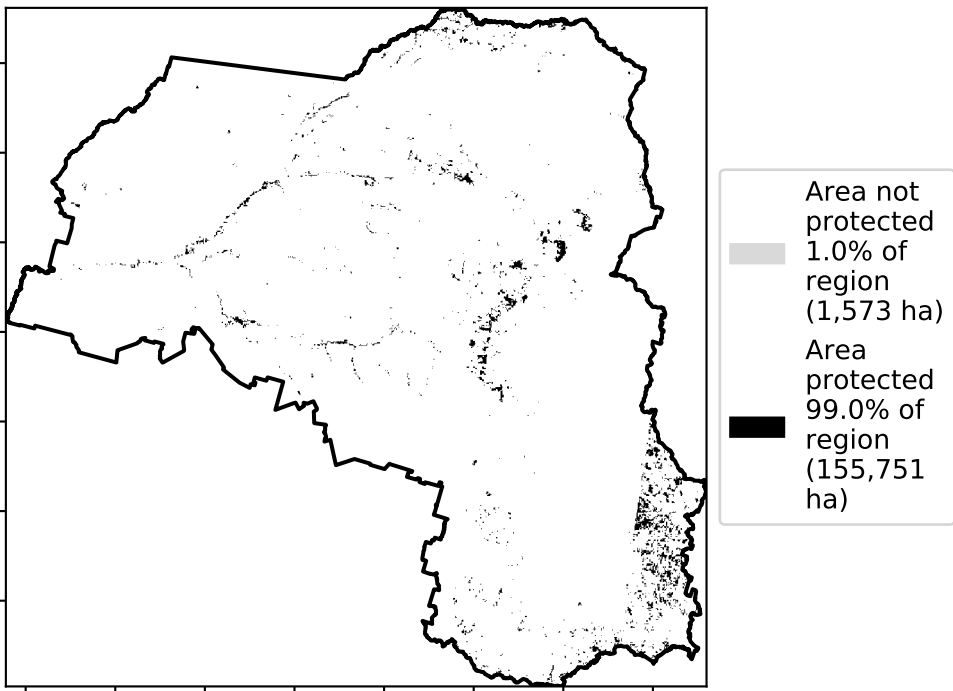 Area not
protected
1.0% of
region
(1,573 ha)
Area
protected
99.0% of
region
(155,751
ha)